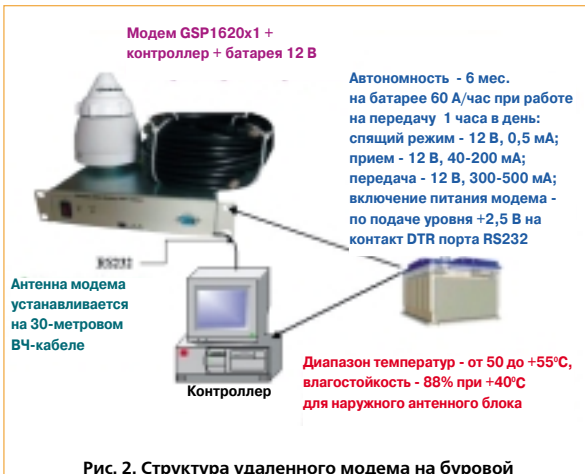 Модем GSP1620x1 +
контроллер + батарея 12 В
Автономность - 6 мес.
на батарее 60 А/час при работе
на передачу 1 часа в день:
спящий режим - 12 В, 0,5 мА;
прием - 12 В, 40-200 мА;
передача - 12 В, 300-500 мА;
включение питания модема -
по подаче уровня +2,5 В на
контакт DTR порта RS232
RS232
Антенна модема
устанавливается
на 30-метровом
ВЧ-кабеле
Контроллер
Диапазон температур - от 50 до +55°С,
влагостойкость - 88% при +40°С
для наружного антенного блока
Рис. 2. Структура удаленного модема на буровой